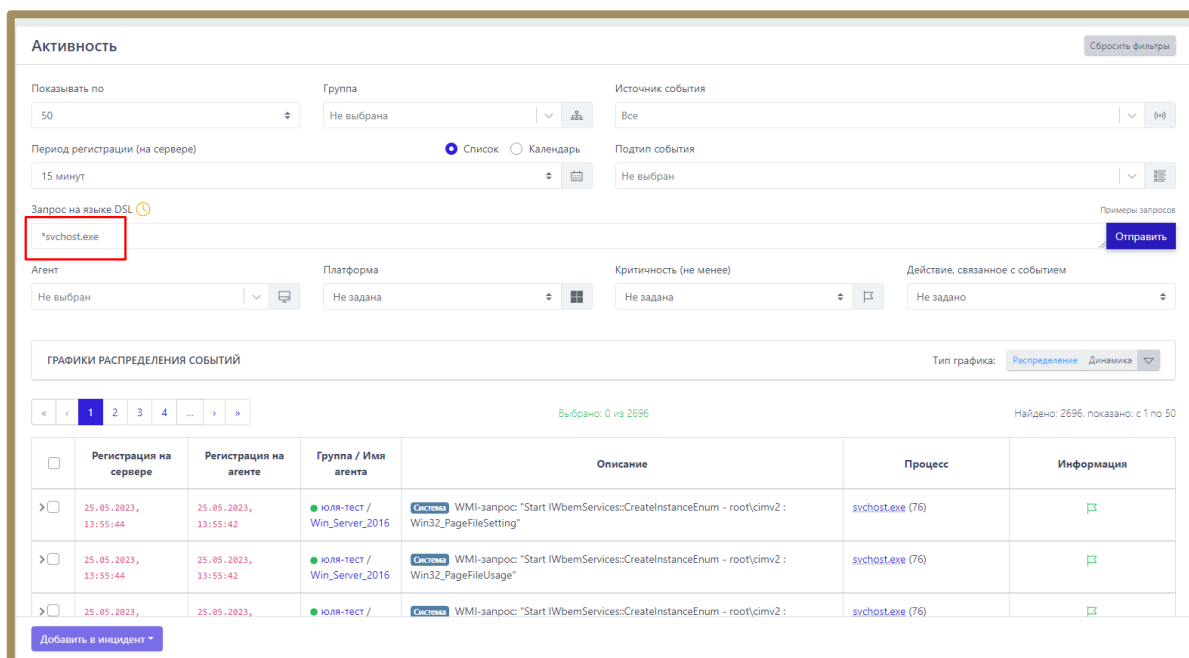 Активность
Сбросить фильтры
Показывать по
Группа
Источник события
50
Не выбрана
Все
Период регистрации (на сервере)
Список
Календарь
Подтип события
15 минут
Не выбран
Запрос на языке DSL
Примеры запросов
*svchost.exe
Отправить
Агент
Платформа
Критичность (не менее)
Действие, связанное с событием
Не выбран
Не задана
Не задана
Не задано
ГРАФИКИ РАСПРЕДЕЛЕНИЯ СОБЫТИЙ
Тип графика:
Распределение
Динамика
« ‹ 1 2 3 4 ... › »
Выбрано: 0 из 2696
Найдено: 2696, показано: с 1 по 50
Регистрация на сервере
Регистрация на агенте
Группа / Имя агента
Описание
Процесс
Информация
25.05.2023, 13:55:44
25.05.2023, 13:55:42
юля-тест / Win_Server_2016
Система WMI-запрос: "Start IWbemServices::CreateInstanceEnum - root\cimv2 :
Win32_PageFileSetting"
svchost.exe (76)
25.05.2023, 13:55:44
25.05.2023, 13:55:42
юля-тест / Win_Server_2016
Система WMI-запрос: "Start IWbemServices::CreateInstanceEnum - root\cimv2 :
Win32_PageFileUsage"
svchost.exe (76)
25.05.2023,
25.05.2023,
юля-тест /
Система WMI-запрос: "Start IWbemServices::CreateInstanceEnum - root\cimv2 :
svchost.exe (76)
Добавить в инцидент